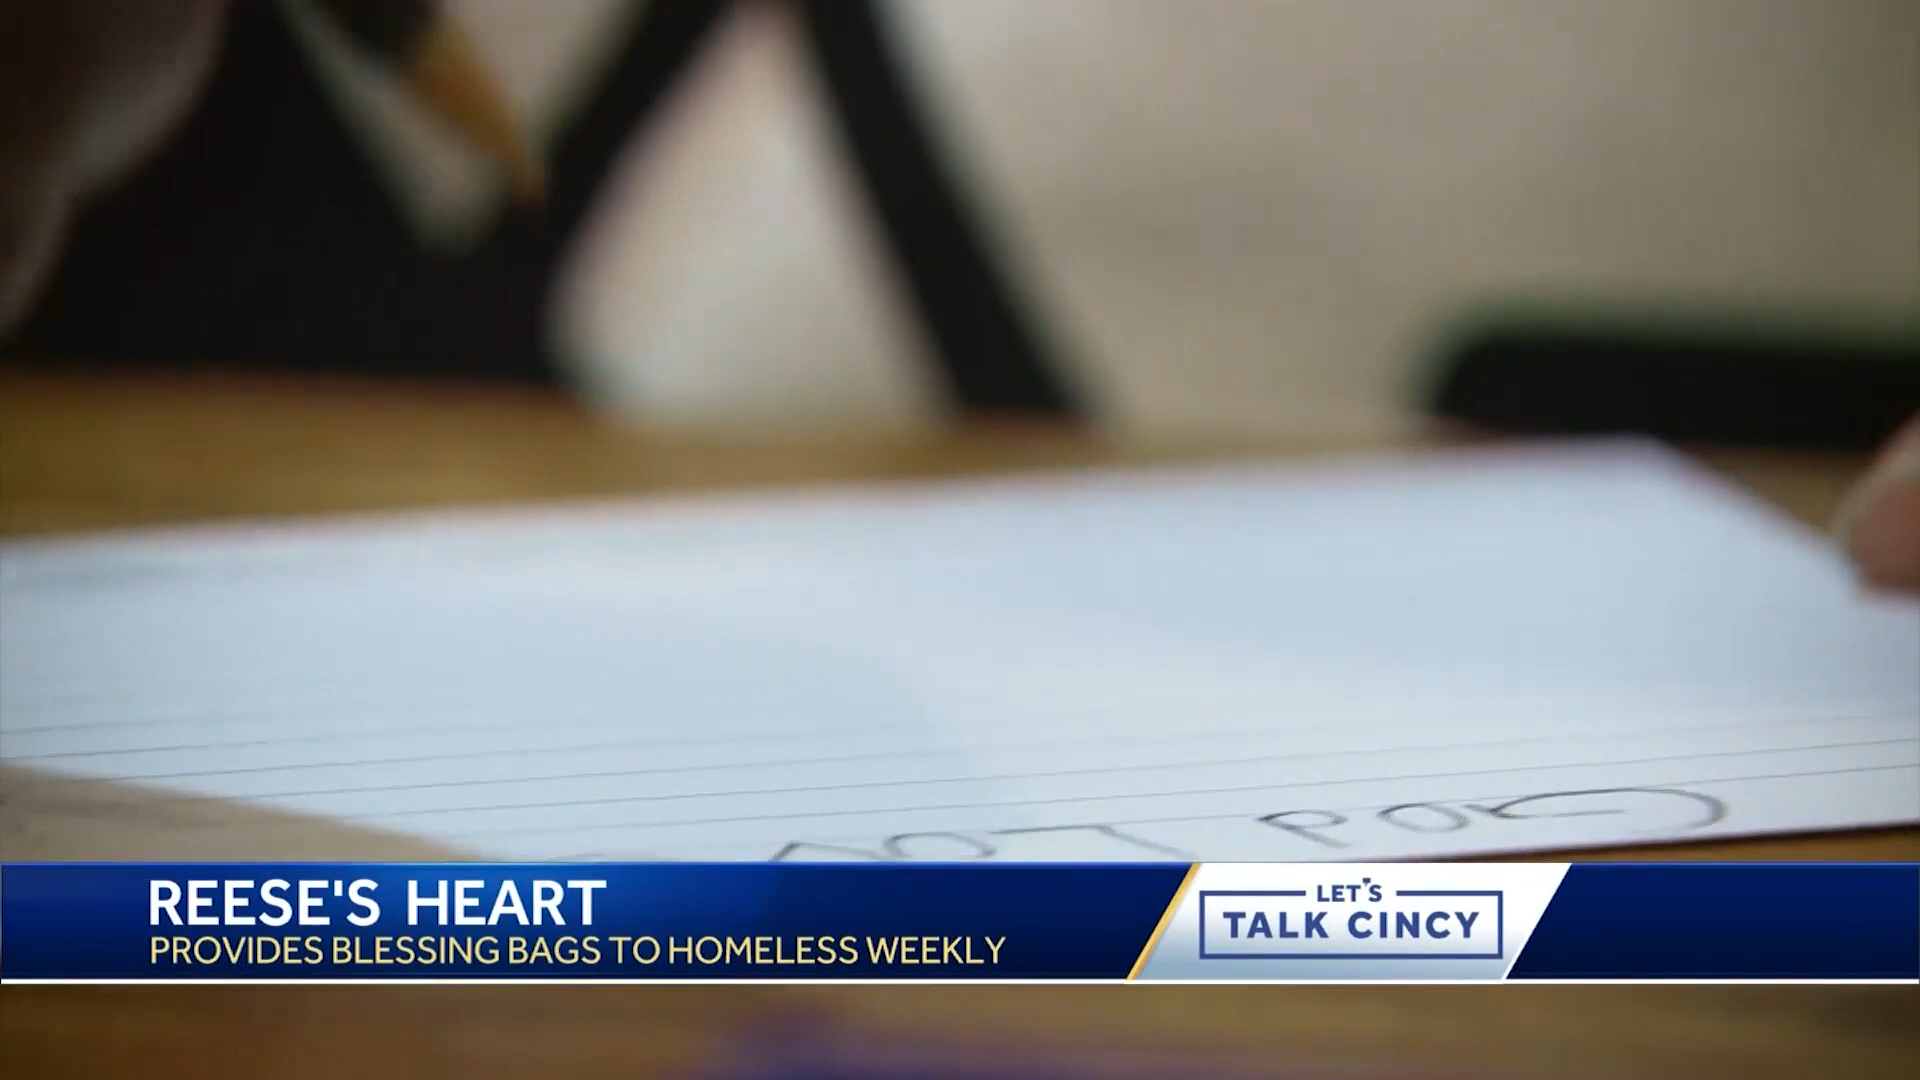 REESE'S HEART
PROVIDES BLESSING BAGS TO HOMELESS WEEKLY
LET'S
TALK CINCY